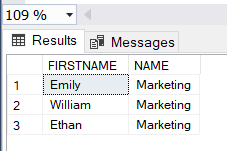 109 %
Results Messages
FIRSTNAME NAME
1 Emily Marketing
2 William Marketing
3 Ethan Marketing